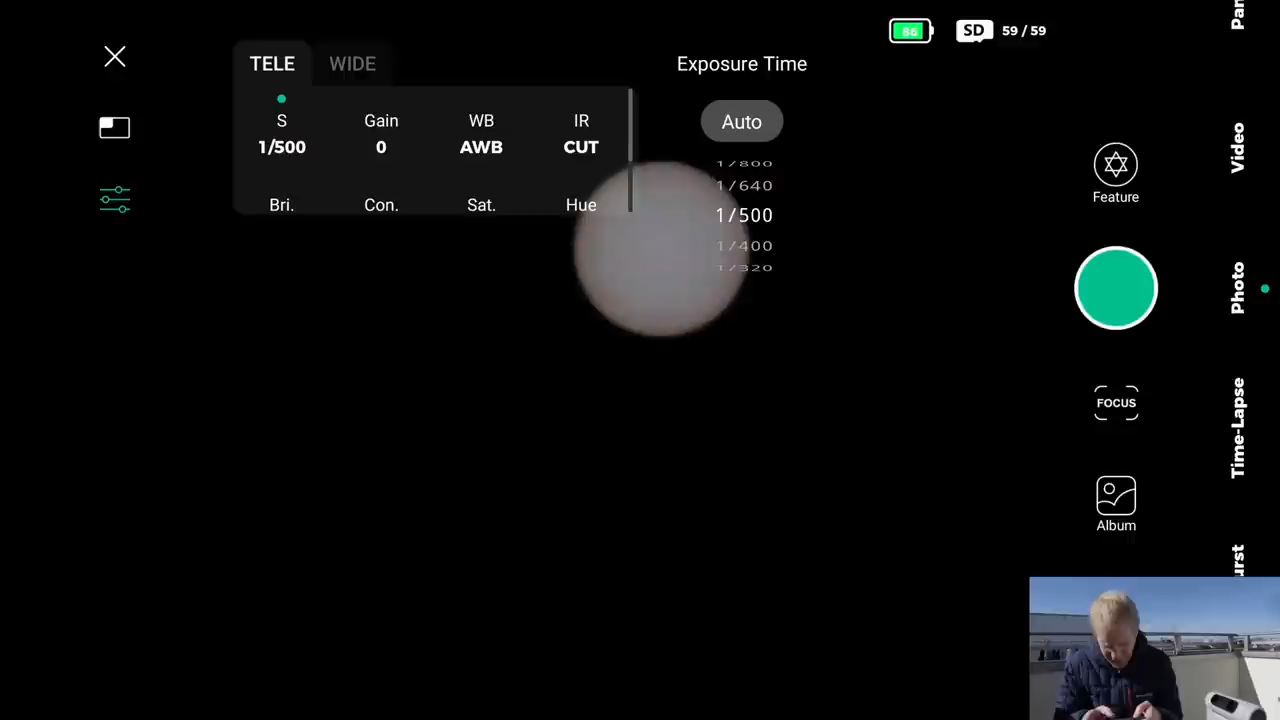 86
SD 59 / 59
TELE WIDE
Exposure Time
S Gain WB IR
1/500 0 AWB CUT
Bri. Con. Sat. Hue
Auto
1/800
1/640
1/500
1/400
1/320
Feature
FOCUS
Album
Pan
Video
Photo
Time-Lapse
urst